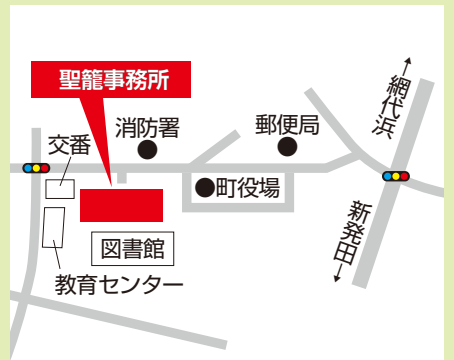 聖籠事務所
交番
消防署
郵便局
←網代浜
●町役場
新発田→
図書館
教育センター